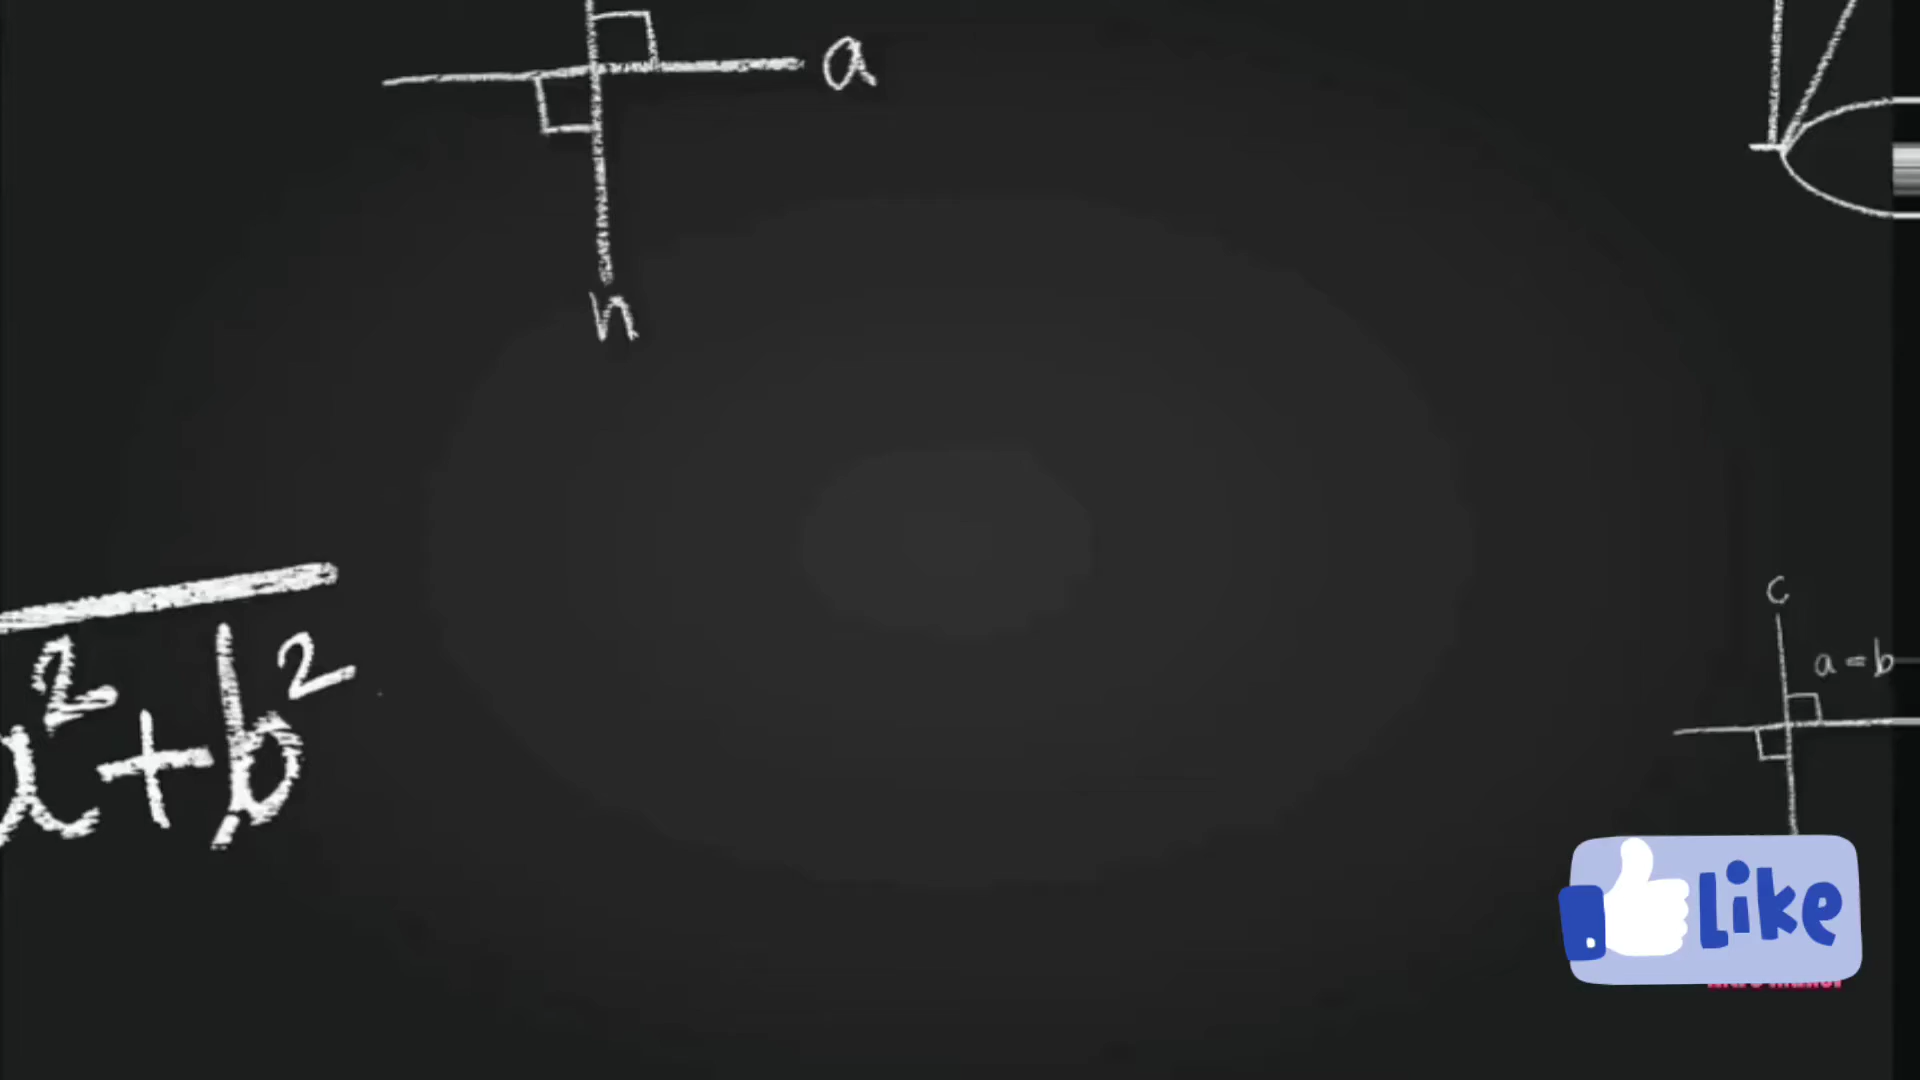 a
n
c
a = b
a²+b²
Like